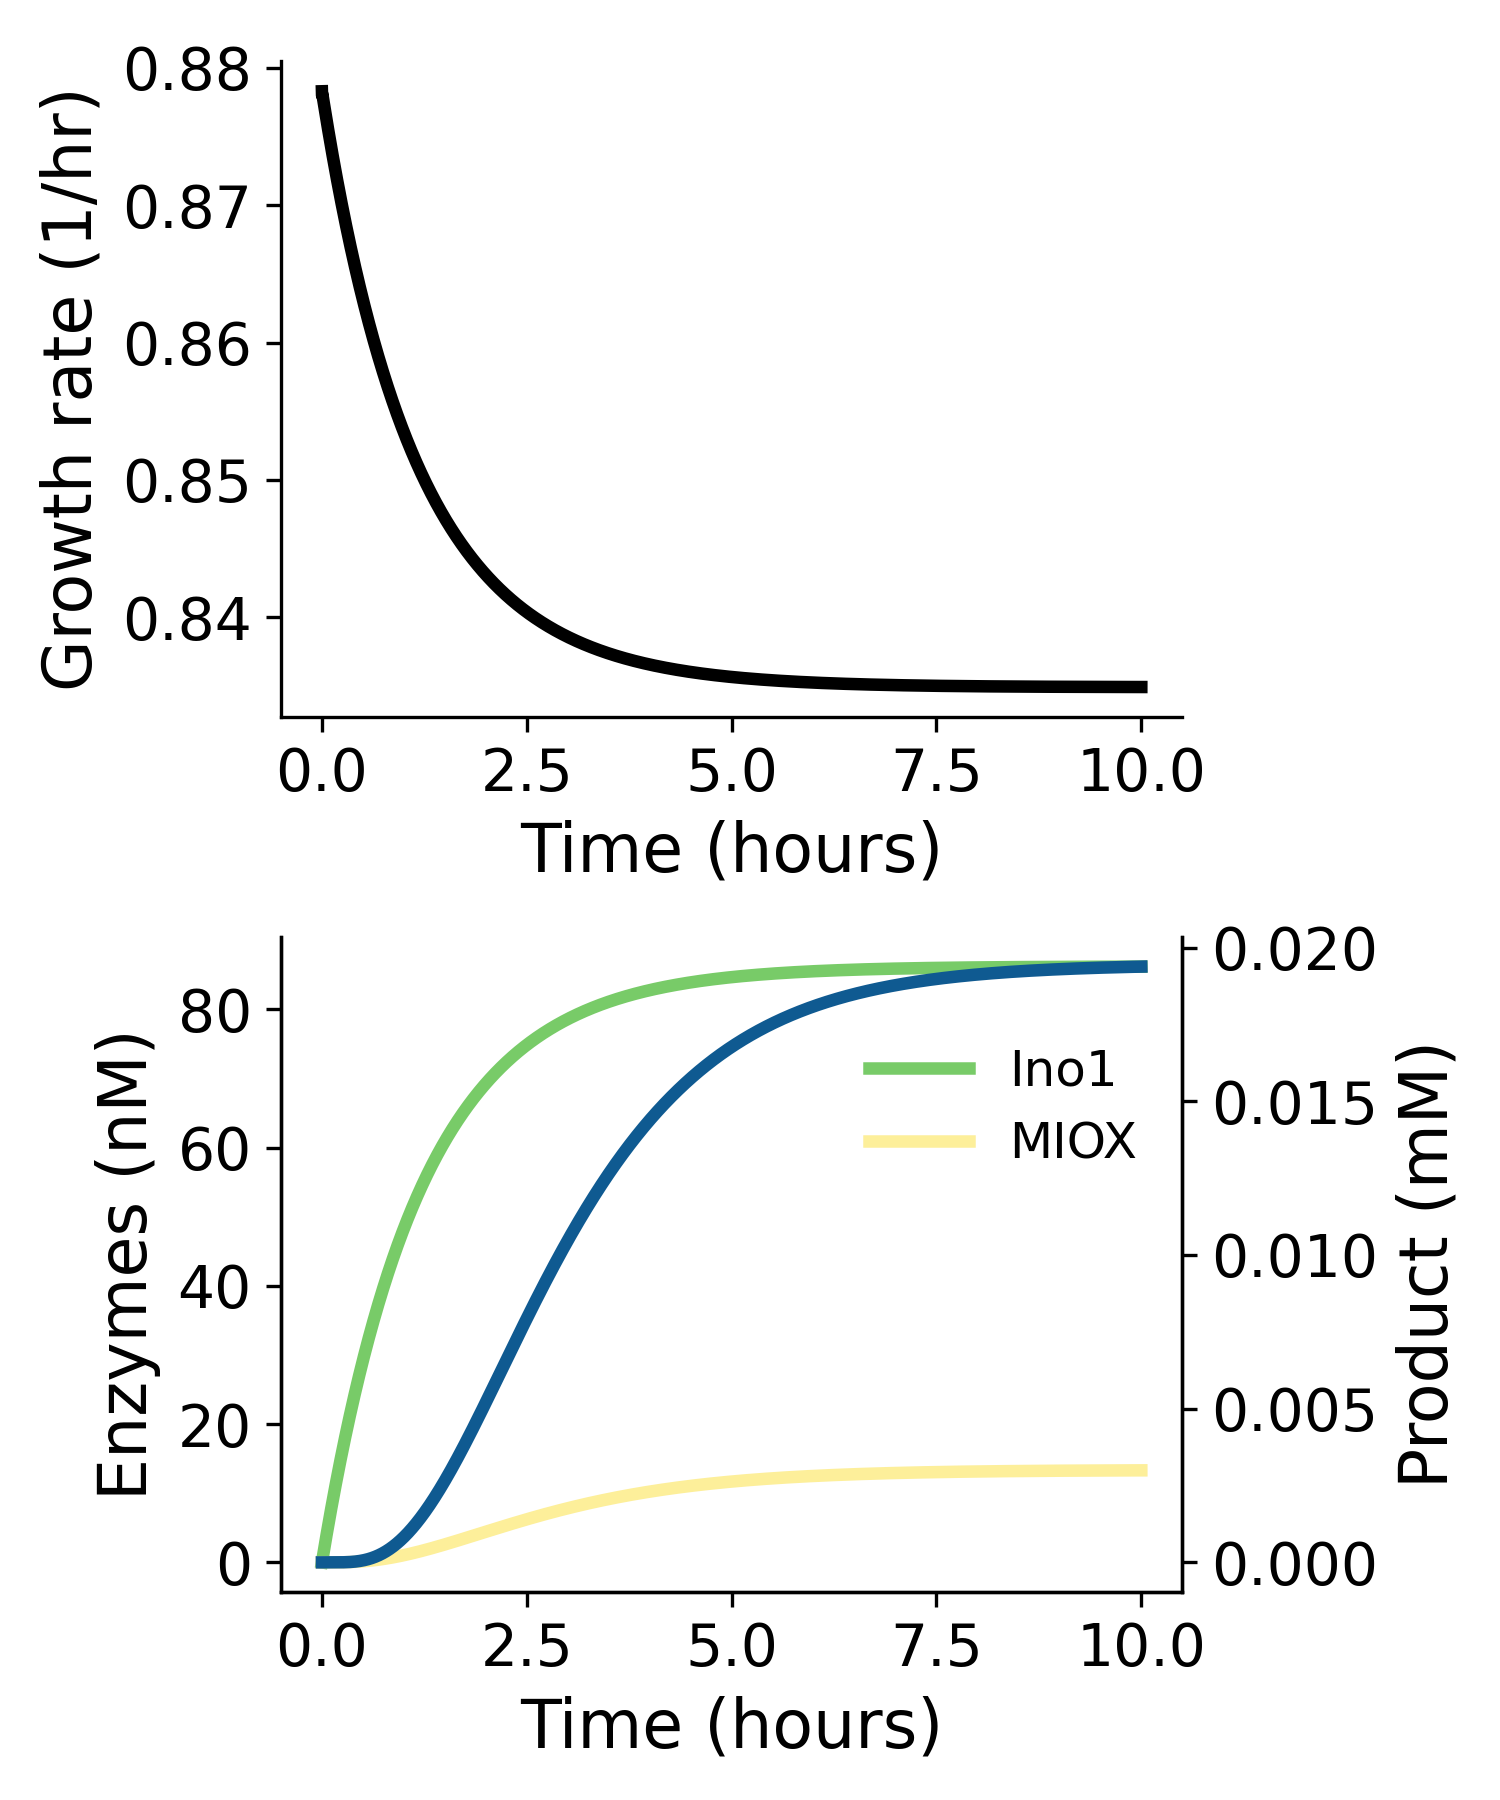 Growth rate (1/hr)
0.88
0.87
0.86
0.85
0.84
0.0 2.5 5.0 7.5 10.0
Time (hours)
Enzymes (nM)
80
60
40
20
0
Ino1
MIOX
0.020
0.015
0.010
0.005
0.000
Product (mM)
0.0 2.5 5.0 7.5 10.0
Time (hours)